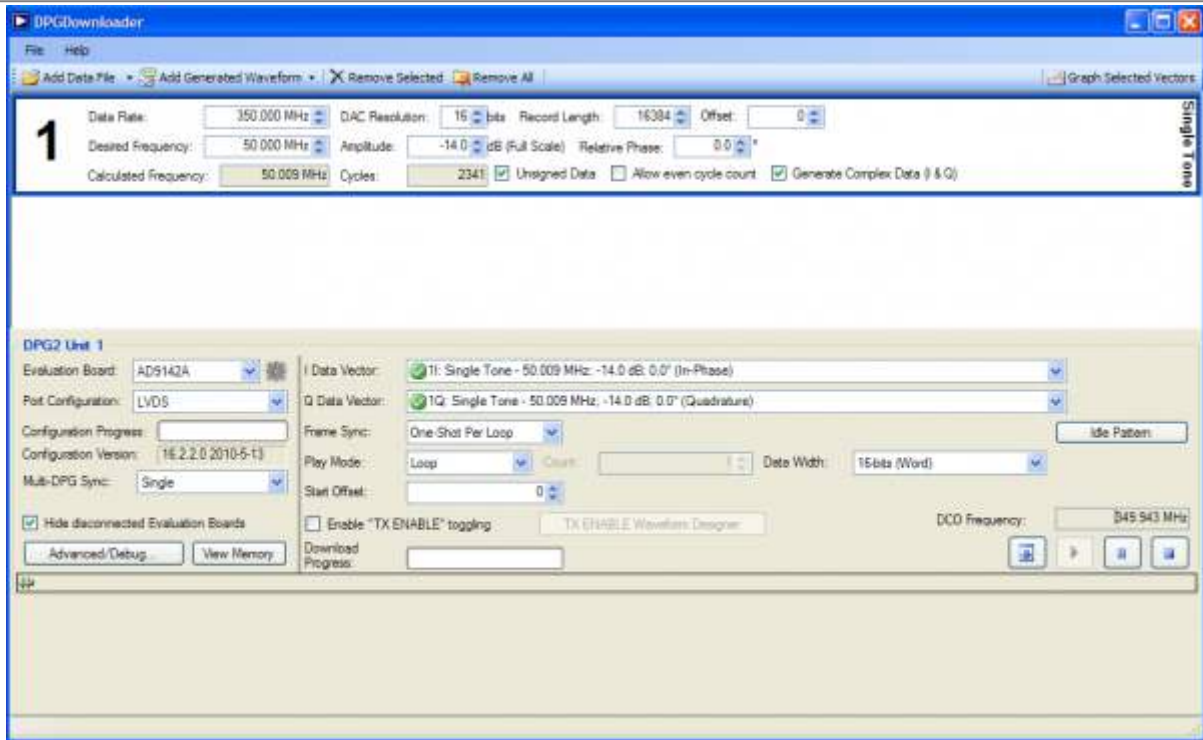 DPGDownloader
File Help
Add Data File Add Generated Waveform Remove Selected Remove All Graph Selected Vectors
1
Data Rate: 350.000 MHz DAC Resolution: 16 bits Record Length: 16384 Offset: 0
Desired Frequency: 50.000 MHz Amplitude: -14.0 dB (Full Scale) Relative Phase: 0.0 °
Calculated Frequency: 50.009 MHz Cycles: 2341 Unsigned Data Allow even cycle count Generate Complex Data (I & Q)
Single Tone
DPG2 Unit 1
Evaluation Board: AD9142A
Port Configuration: LVDS
Configuration Progress:
Configuration Version: 16.2.2.0 2010-5-13
Multi-DPG Sync: Single
Hide disconnected Evaluation Boards
Advanced/Debug... View Memory
I Data Vector: 1I: Single Tone - 50.009 MHz; -14.0 dB; 0.0° (In-Phase)
Q Data Vector: 1Q: Single Tone - 50.009 MHz; -14.0 dB; 0.0° (Quadrature)
Frame Sync: One-Shot Per Loop Idle Pattern
Play Mode: Loop Count: 1 Data Width: 16-bits (Word)
Start Offset: 0
Enable "TX ENABLE" toggling TX ENABLE Waveform Designer DCO Frequency: 349.943 MHz
Download Progress: